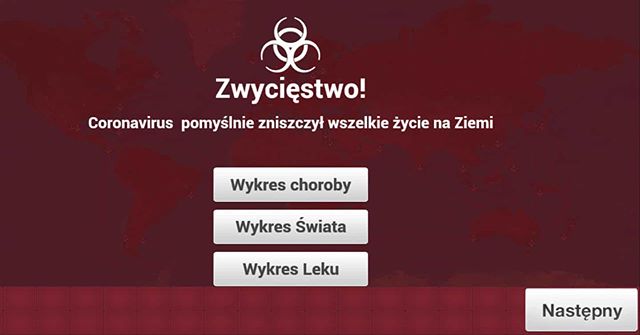 Zwycięstwo!
Coronavirus pomyślnie zniszczył wszelkie życie na Ziemi
Wykres choroby
Wykres Świata
Wykres Leku
Następny